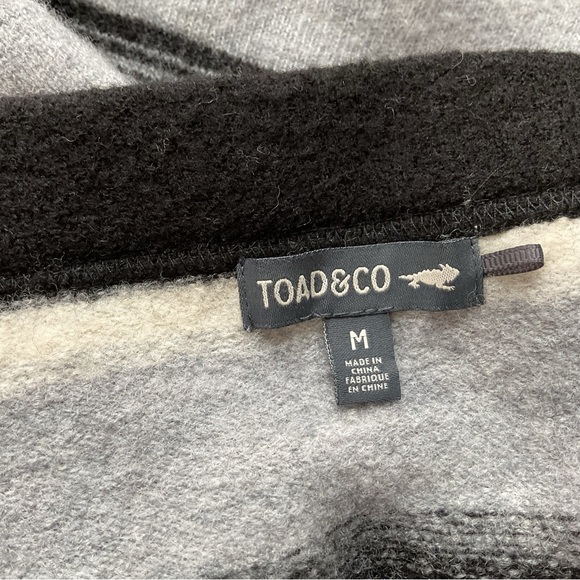 TOAD&CO
M
MADE IN
CHINA
FABRIQUE
EN CHINE